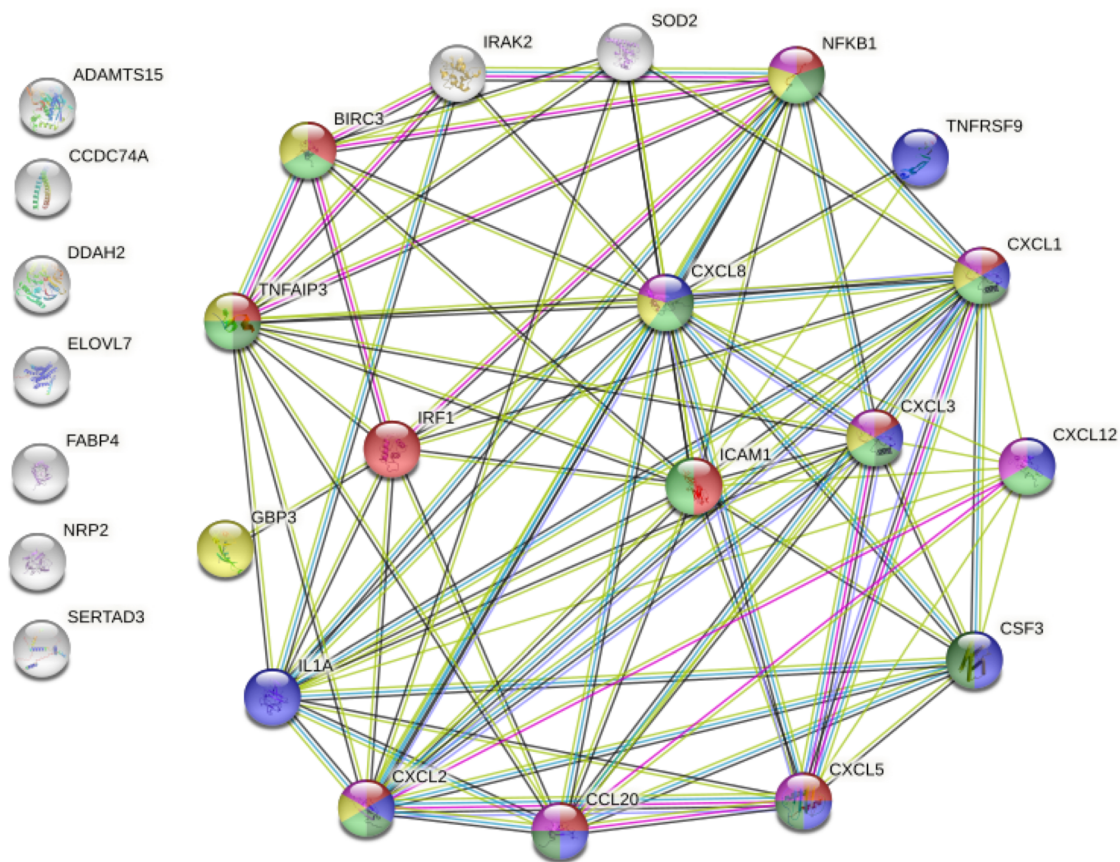 SOD2
IRAK2
NFKB1
ADAMTS15
BIRC3
TNFRSF9
CCDC74A
CXCL1
DDAH2
CXCL8
TNFAIP3
ELOVL7
IRF1
CXCL3
CXCL12
FABP4
ICAM1
GBP3
NRP2
SERTAD3
CSF3
IL1A
CXCL5
CXCL2
CCL20